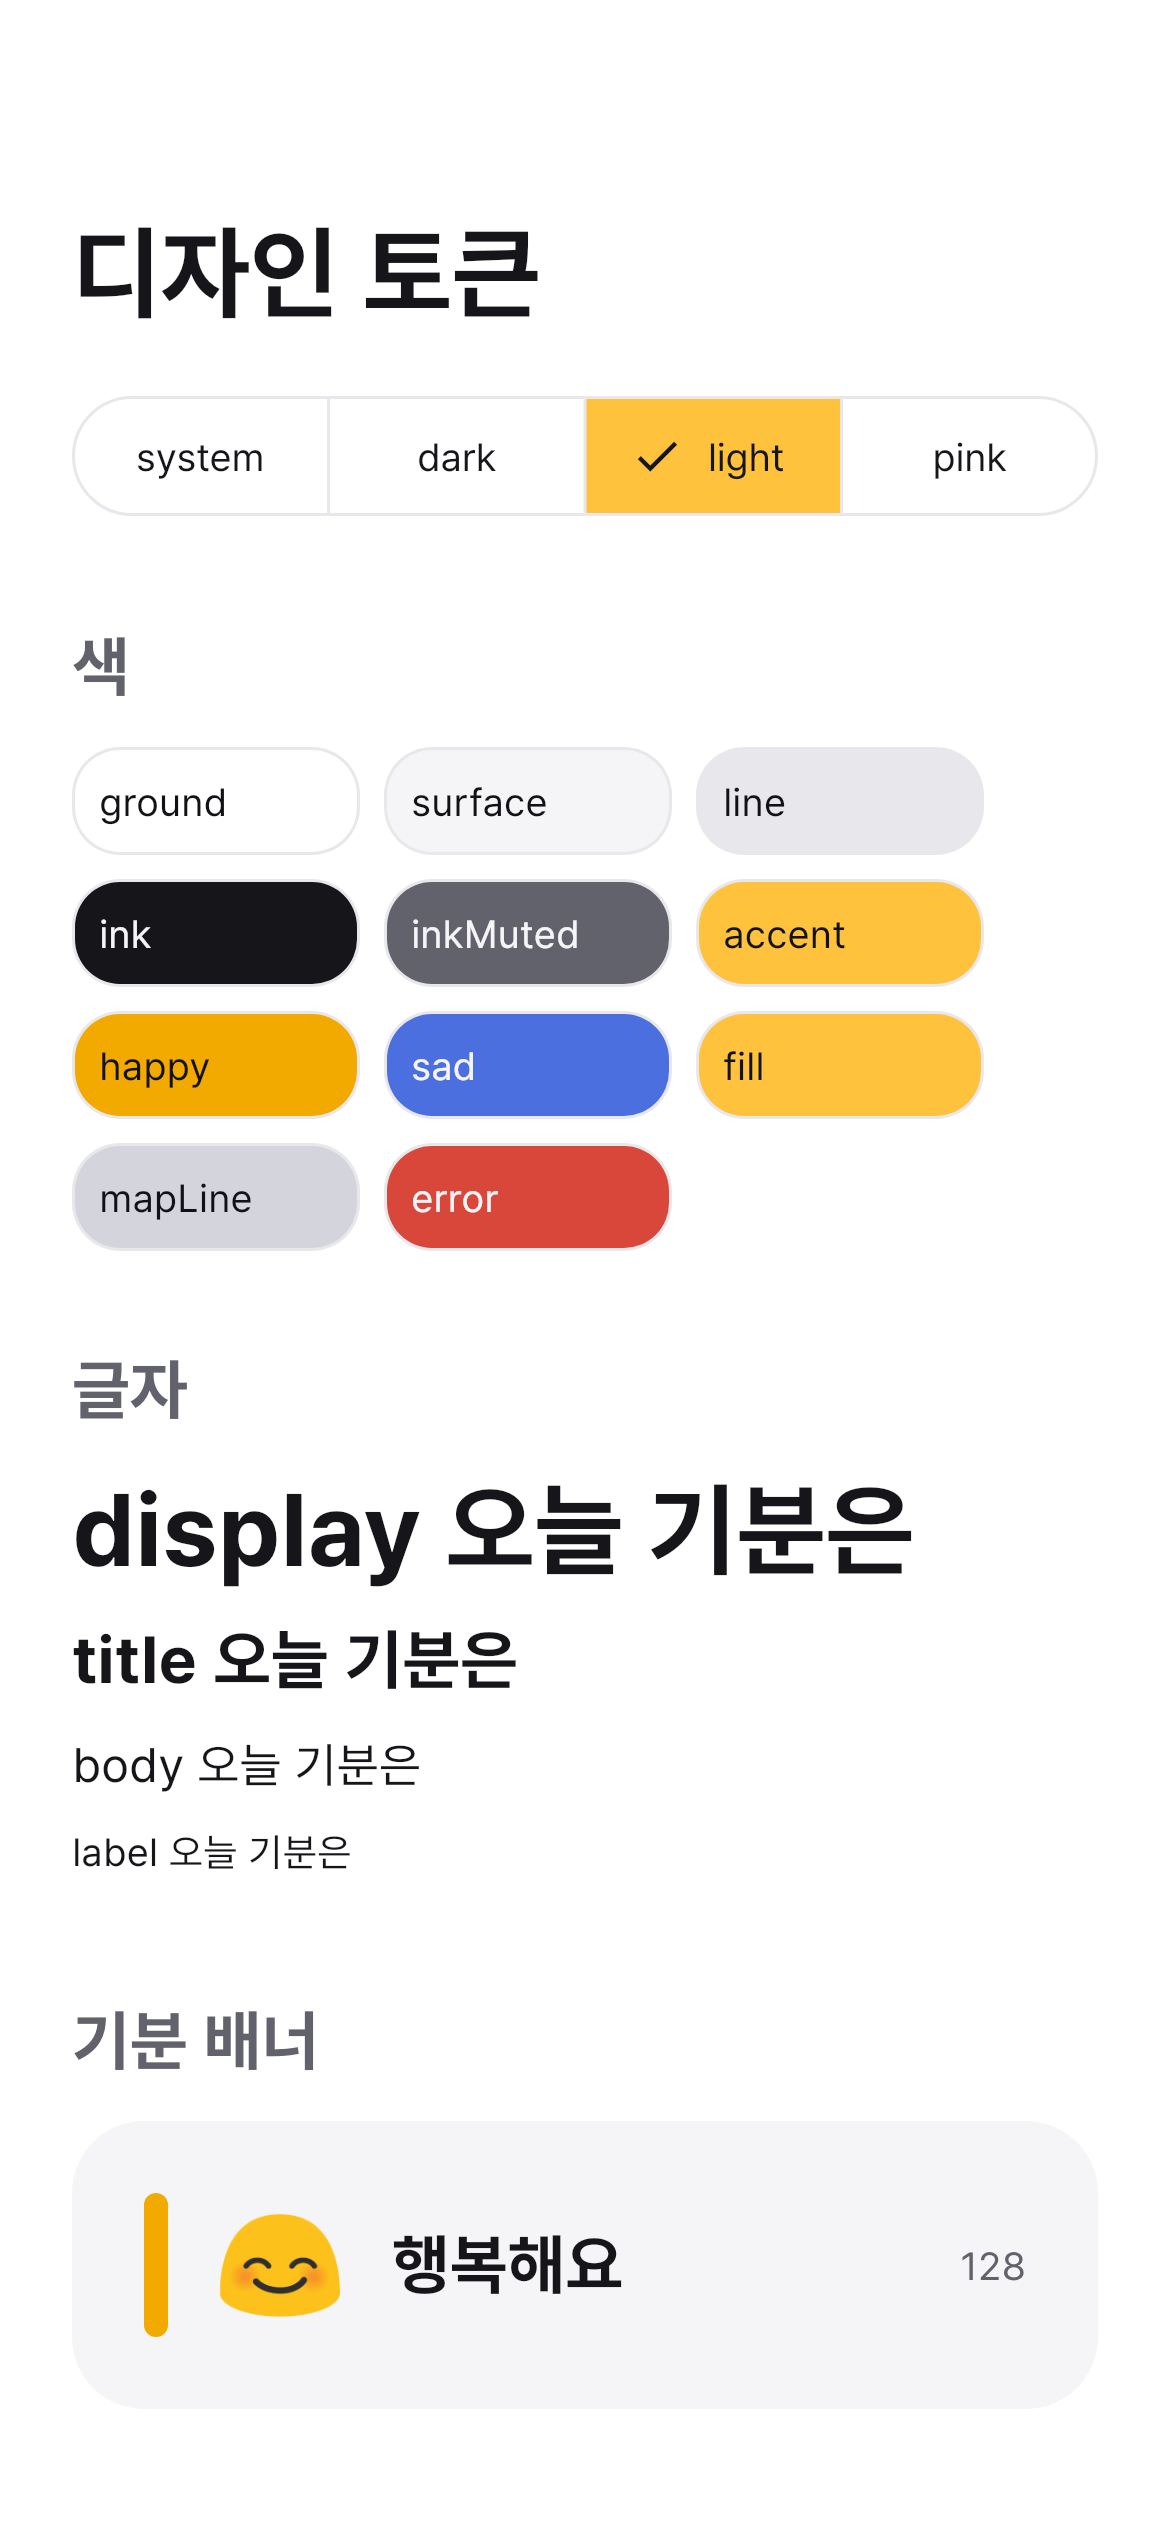 디자인 토큰
system dark light pink
색
ground surface line
ink inkMuted accent
happy sad fill
mapLine error
글자
display 오늘 기분은
title 오늘 기분은
body 오늘 기분은
label 오늘 기분은
기분 배너
행복해요 128